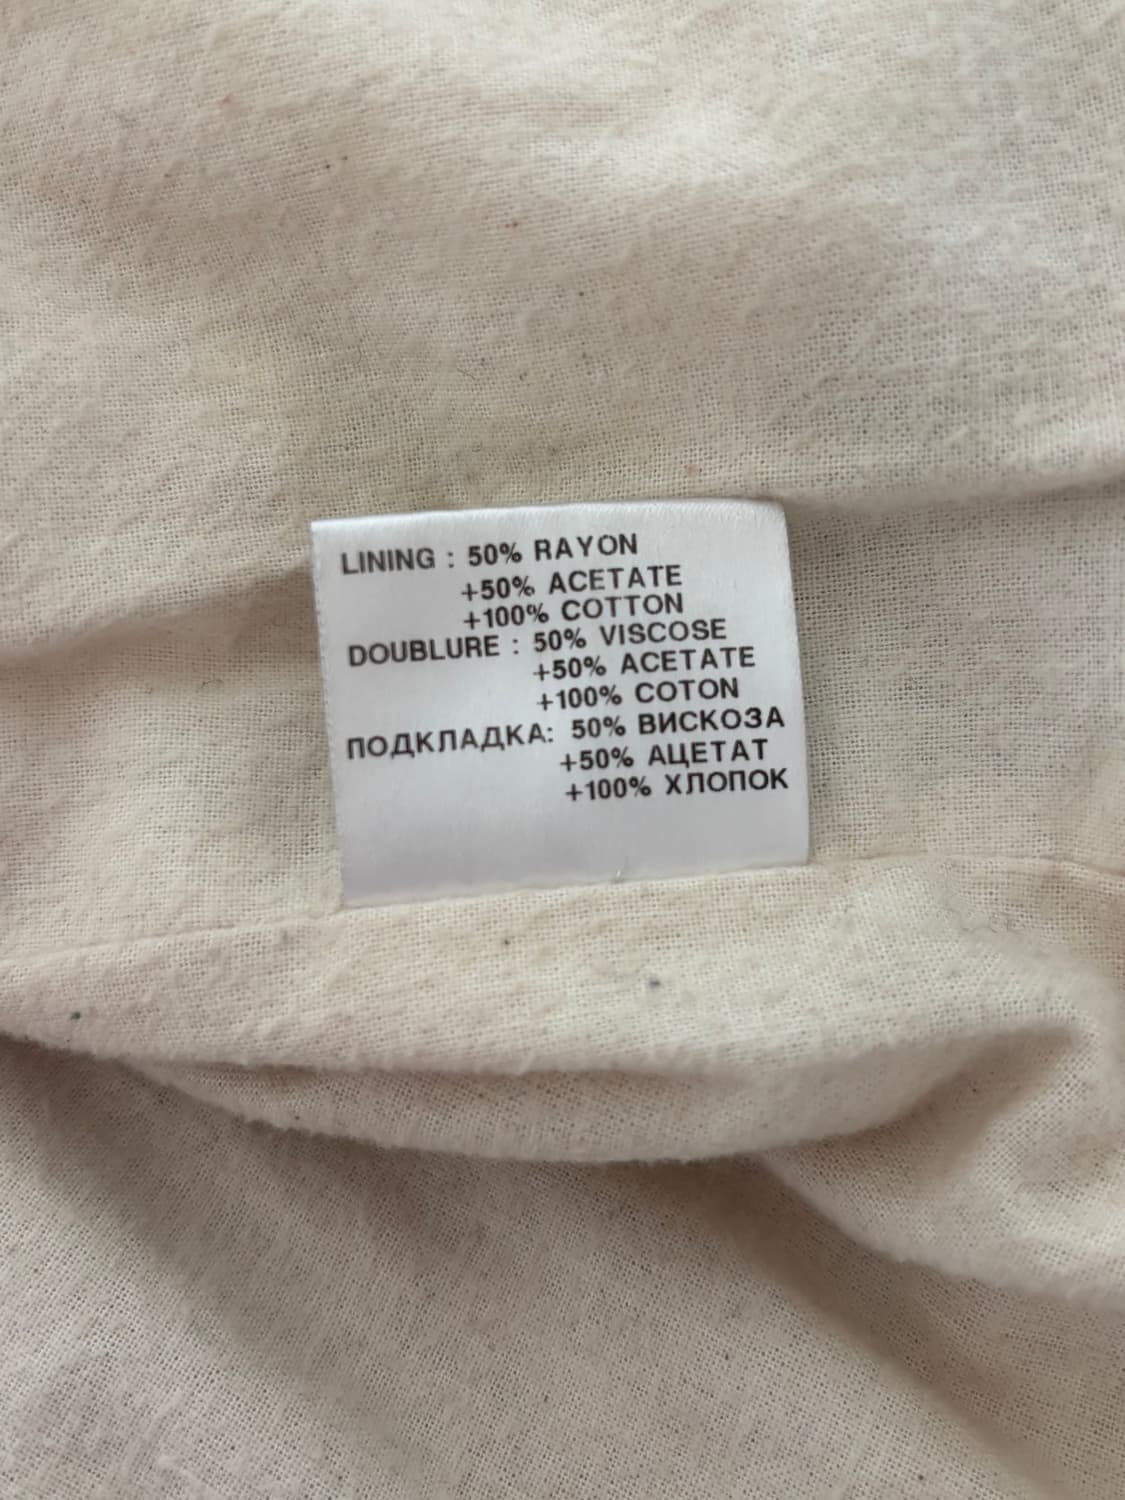 LINING : 50% RAYON
+50% ACETATE
+100% COTTON
DOUBLURE : 50% VISCOSE
+50% ACETATE
+100% COTON
ПОДКЛАДКА: 50% ВИСКОЗА
+50% АЦЕТАТ
+100% ХЛОПОК